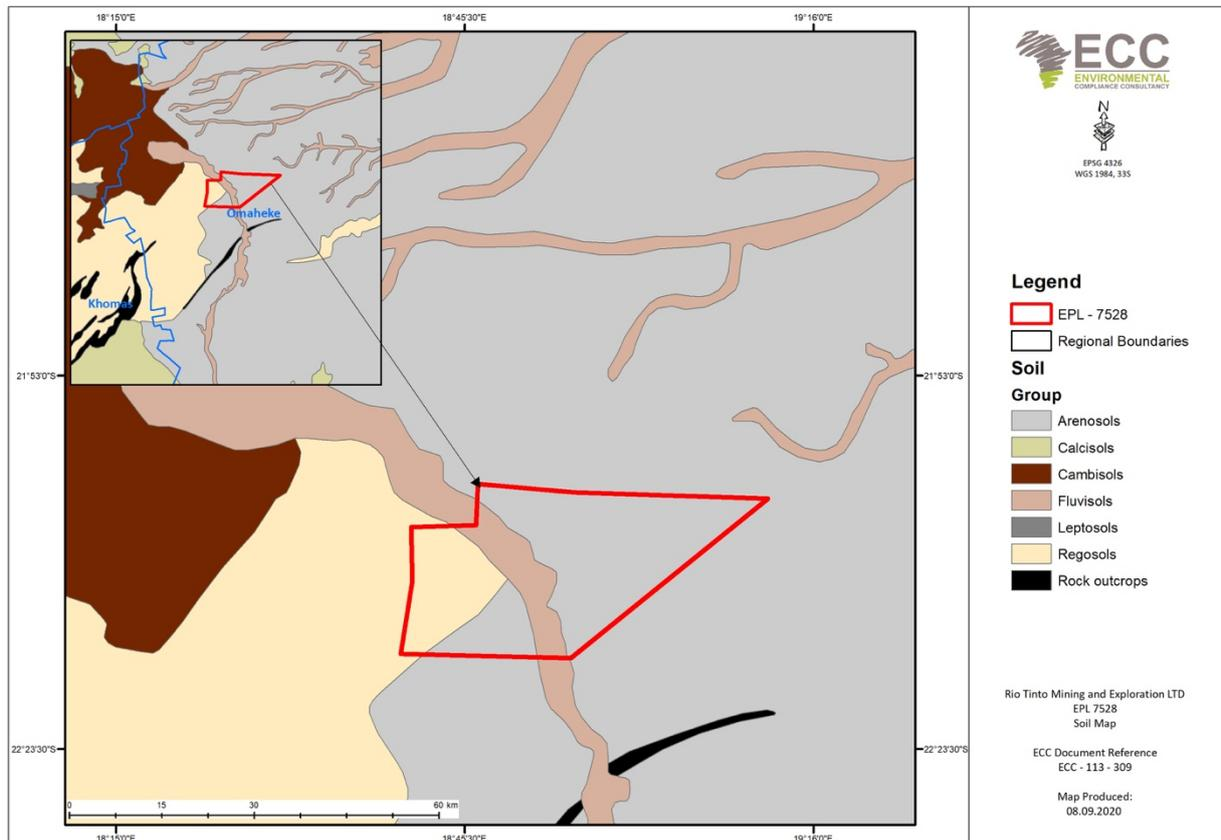 18°15'0"E
18°45'30"E
19°16'0"E
Omaheke
Khomas
21°53'0"S
21°53'0"S
22°23'30"S
22°23'30"S
0 15 30 60 km
18°15'0"E
18°45'30"E
19°16'0"E
ECC
ENVIRONMENTAL
COMPLIANCE CONSULTANCY
N
EPSG 4326
WGS 1984, 33S
Legend
EPL - 7528
Regional Boundaries
Soil
Group
Arenosols
Calcisols
Cambisols
Fluvisols
Leptosols
Regosols
Rock outcrops
Rio Tinto Mining and Exploration LTD
EPL 7528
Soil Map
ECC Document Reference
ECC - 113 - 309
Map Produced:
08.09.2020